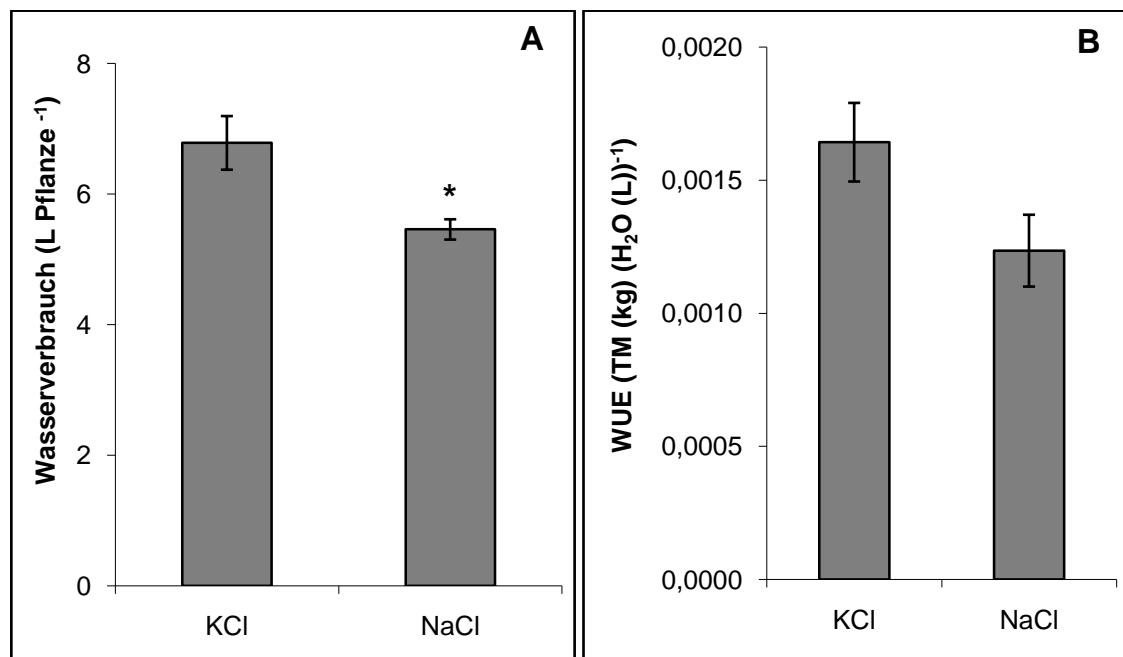 A
Wasserverbrauch (L Pflanze ⁻¹)
8
6
4
2
0
*
KCl
NaCl
B
WUE (TM (kg) (H₂O (L))⁻¹)
0,0020
0,0015
0,0010
0,0005
0,0000
KCl
NaCl